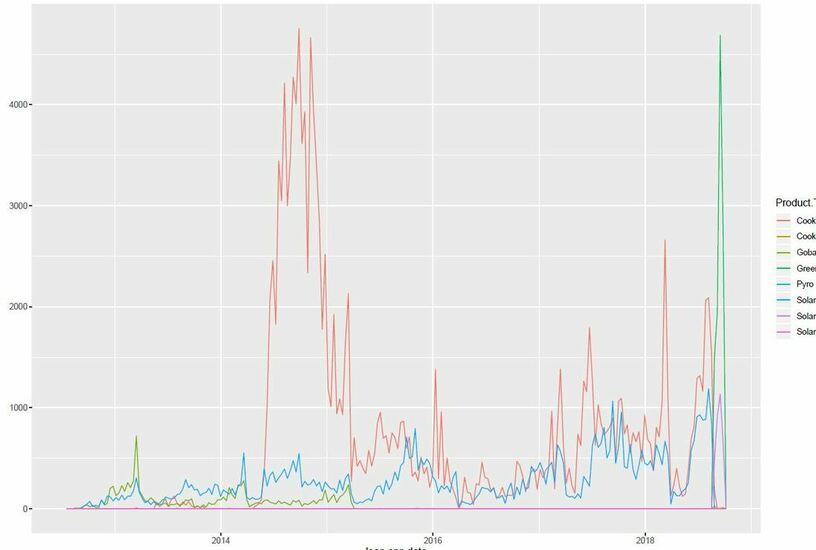 4000
3000
2000
1000
0
2014
2016
2018
loan.app.date
Product.T
Cook
Cook
Goba
Green
Pyro
Solar
Solar
Solar